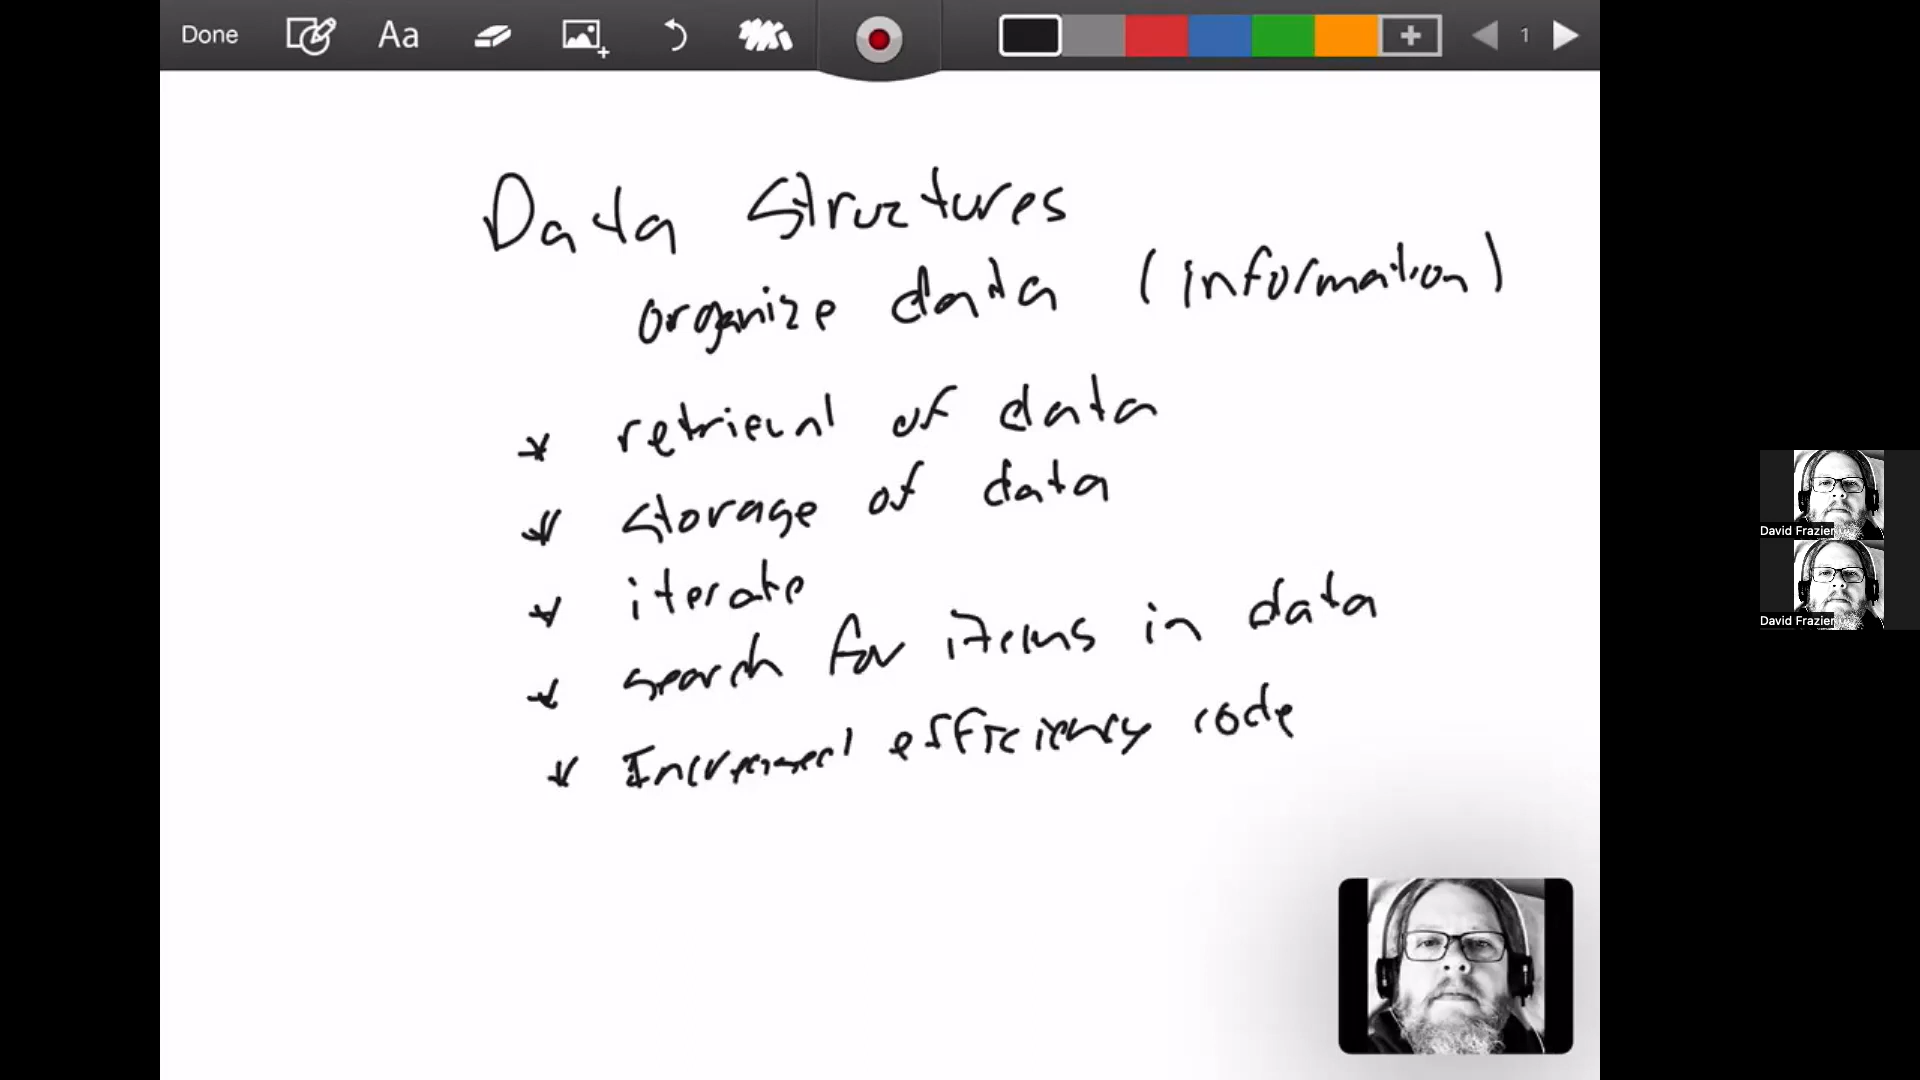 Done Aa 1
Data Structures
organize data (information)
* retrieval of data
* storage of data
* iterate
* search for items in data
* efficiency code
David Frazier
David Frazier